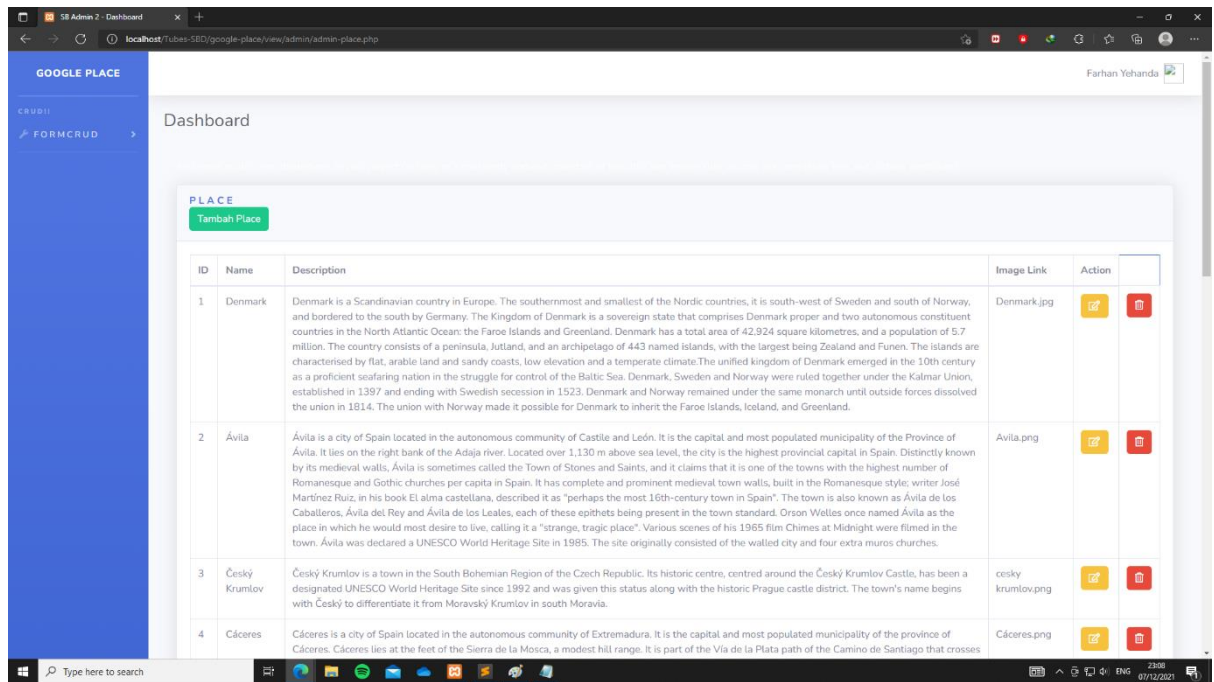 SB Admin 2 - Dashboard
localhost/Tubes-SBD/google-place/view/admin/admin-place.php
GOOGLE PLACE
Farhan Yehanda
CRUD!!
FORMCRUD
Dashboard
PLACE
Tambah Place
ID Name Description Image Link Action
1 Denmark Denmark is a Scandinavian country in Europe. The southernmost and smallest of the Nordic countries, it is south-west of Sweden and south of Norway, Denmark.jpg
and bordered to the south by Germany. The Kingdom of Denmark is a sovereign state that comprises Denmark proper and two autonomous constituent
countries in the North Atlantic Ocean: the Faroe Islands and Greenland. Denmark has a total area of 42,924 square kilometres, and a population of 5.7
million. The country consists of a peninsula, Jutland, and an archipelago of 443 named islands, with the largest being Zealand and Funen. The islands are
characterised by flat, arable land and sandy coasts, low elevation and a temperate climate.The unified kingdom of Denmark emerged in the 10th century
as a proficient seafaring nation in the struggle for control of the Baltic Sea. Denmark, Sweden and Norway were ruled together under the Kalmar Union,
established in 1397 and ending with Swedish secession in 1523. Denmark and Norway remained under the same monarch until outside forces dissolved
the union in 1814. The union with Norway made it possible for Denmark to inherit the Faroe Islands, Iceland, and Greenland.
2 Ávila Ávila is a city of Spain located in the autonomous community of Castile and León. It is the capital and most populated municipality of the Province of Avila.png
Ávila. It lies on the right bank of the Adaja river. Located over 1,130 m above sea level, the city is the highest provincial capital in Spain. Distinctly known
by its medieval walls, Ávila is sometimes called the Town of Stones and Saints, and it claims that it is one of the towns with the highest number of
Romanesque and Gothic churches per capita in Spain. It has complete and prominent medieval town walls, built in the Romanesque style; writer José
Martínez Ruiz, in his book El alma castellana, described it as "perhaps the most 16th-century town in Spain". The town is also known as Ávila de los
Caballeros, Ávila del Rey and Ávila de los Leales, each of these epithets being present in the town standard. Orson Welles once named Ávila as the
place in which he would most desire to live, calling it a "strange, tragic place". Various scenes of his 1965 film Chimes at Midnight were filmed in the
town. Ávila was declared a UNESCO World Heritage Site in 1985. The site originally consisted of the walled city and four extra muros churches.
3 Český Český Krumlov is a town in the South Bohemian Region of the Czech Republic. Its historic centre, centred around the Český Krumlov Castle, has been a cesky
Krumlov designated UNESCO World Heritage Site since 1992 and was given this status along with the historic Prague castle district. The town's name begins krumlov.png
with Český to differentiate it from Moravský Krumlov in south Moravia.
4 Cáceres Cáceres is a city of Spain located in the autonomous community of Extremadura. It is the capital and most populated municipality of the province of Cáceres.png
Cáceres. Cáceres lies at the feet of the Sierra de la Mosca, a modest hill range. It is part of the Vía de la Plata path of the Camino de Santiago that crosses
Type here to search
ENG
23:08
07/12/2021